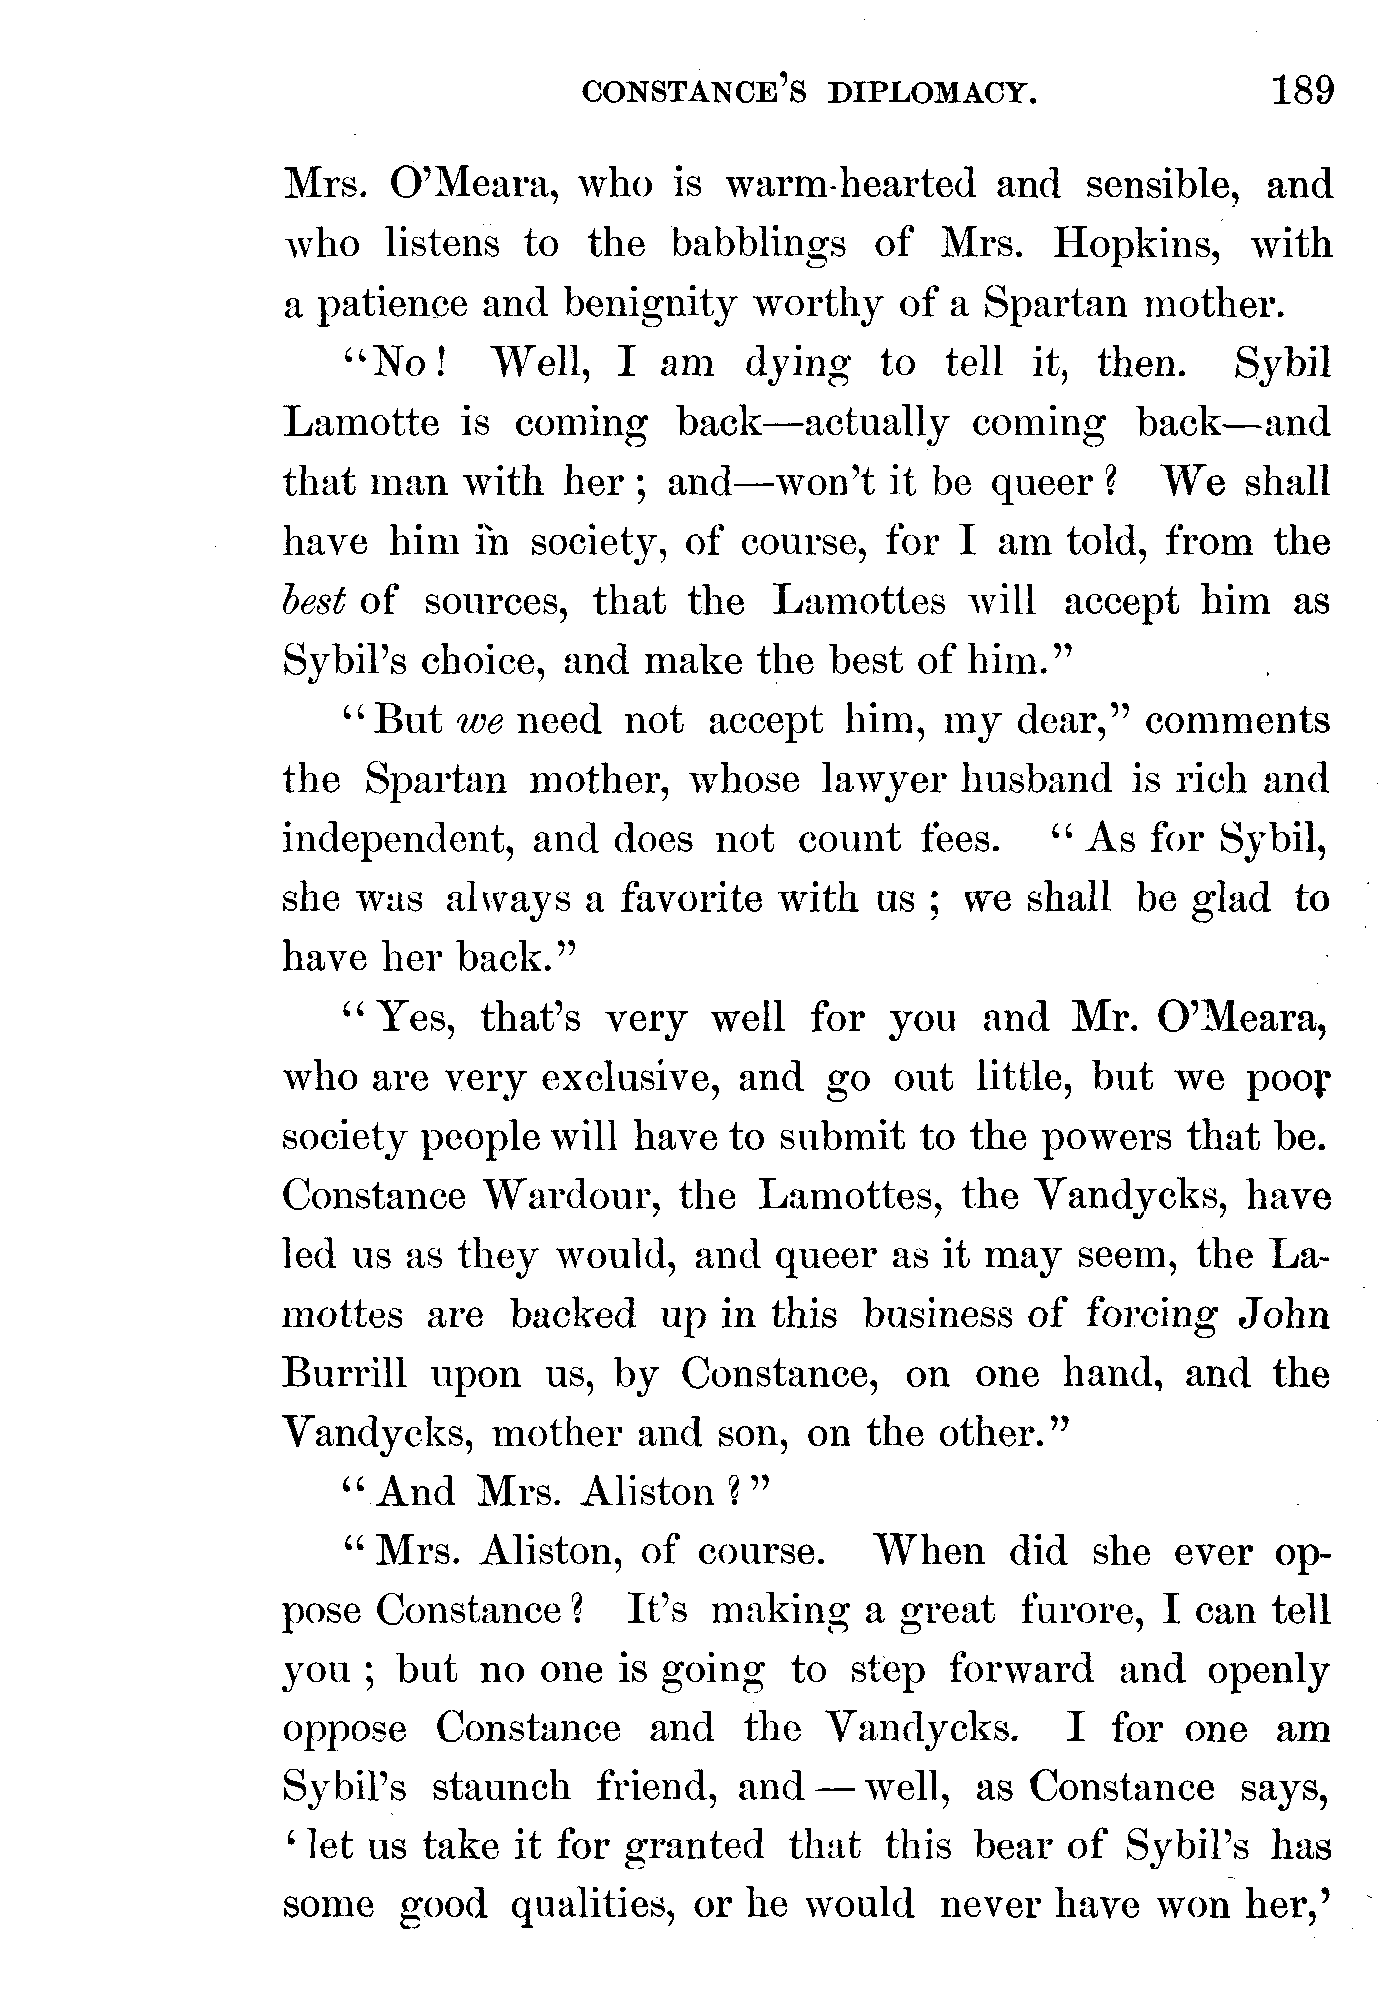 CONSTANCE'S DIPLOMACY. 189
Mrs. O'Meara, who is warm-hearted and sensible, and
who listens to the babblings of Mrs. Hopkins, with
a patience and benignity worthy of a Spartan mother.
"No! Well, I am dying to tell it, then. Sybil
Lamotte is coming back—actually coming back—and
that man with her; and—won't it be queer? We shall
have him in society, of course, for I am told, from the
best of sources, that the Lamottes will accept him as
Sybil's choice, and make the best of him."
"But we need not accept him, my dear," comments
the Spartan mother, whose lawyer husband is rich and
independent, and does not count fees. "As for Sybil,
she was always a favorite with us; we shall be glad to
have her back."
"Yes, that's very well for you and Mr. O'Meara,
who are very exclusive, and go out little, but we poor
society people will have to submit to the powers that be.
Constance Wardour, the Lamottes, the Vandycks, have
led us as they would, and queer as it may seem, the La-
mottes are backed up in this business of forcing John
Burrill upon us, by Constance, on one hand, and the
Vandycks, mother and son, on the other."
"And Mrs. Aliston?"
"Mrs. Aliston, of course. When did she ever op-
pose Constance? It's making a great furore, I can tell
you; but no one is going to step forward and openly
oppose Constance and the Vandycks. I for one am
Sybil's staunch friend, and—well, as Constance says,
'let us take it for granted that this bear of Sybil's has
some good qualities, or he would never have won her,'